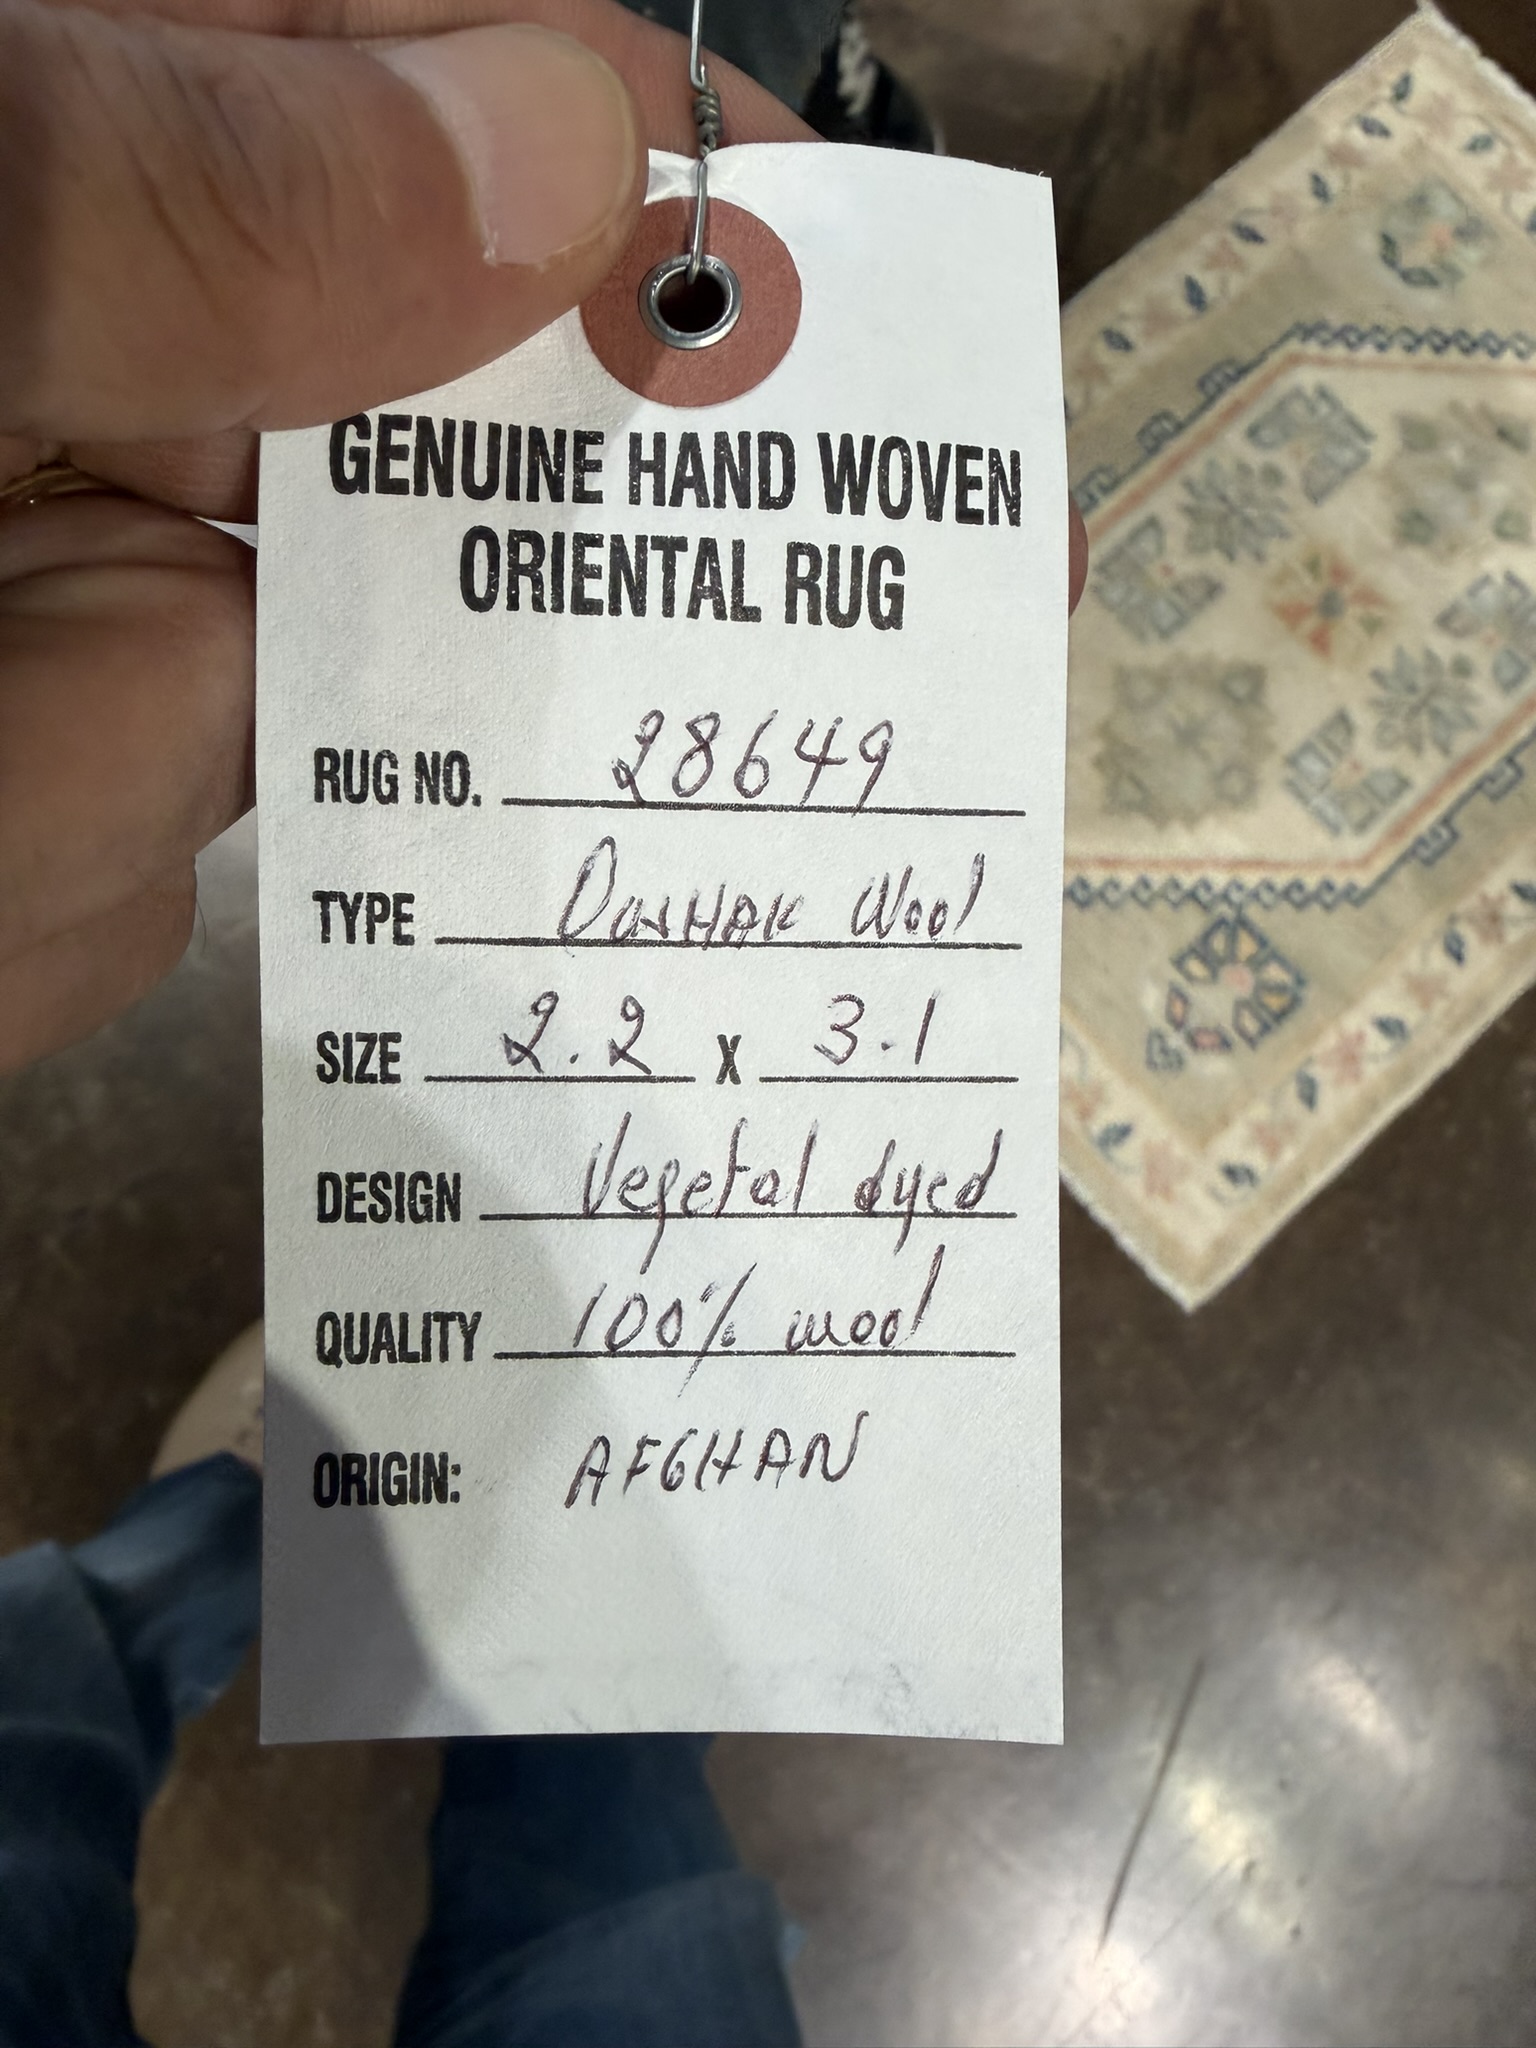 GENUINE HAND WOVEN
ORIENTAL RUG
RUG NO. 28649
TYPE Wool
SIZE 2.2 X 3.1
DESIGN Vegetal dyed
QUALITY 100% wool
ORIGIN: AFGHAN